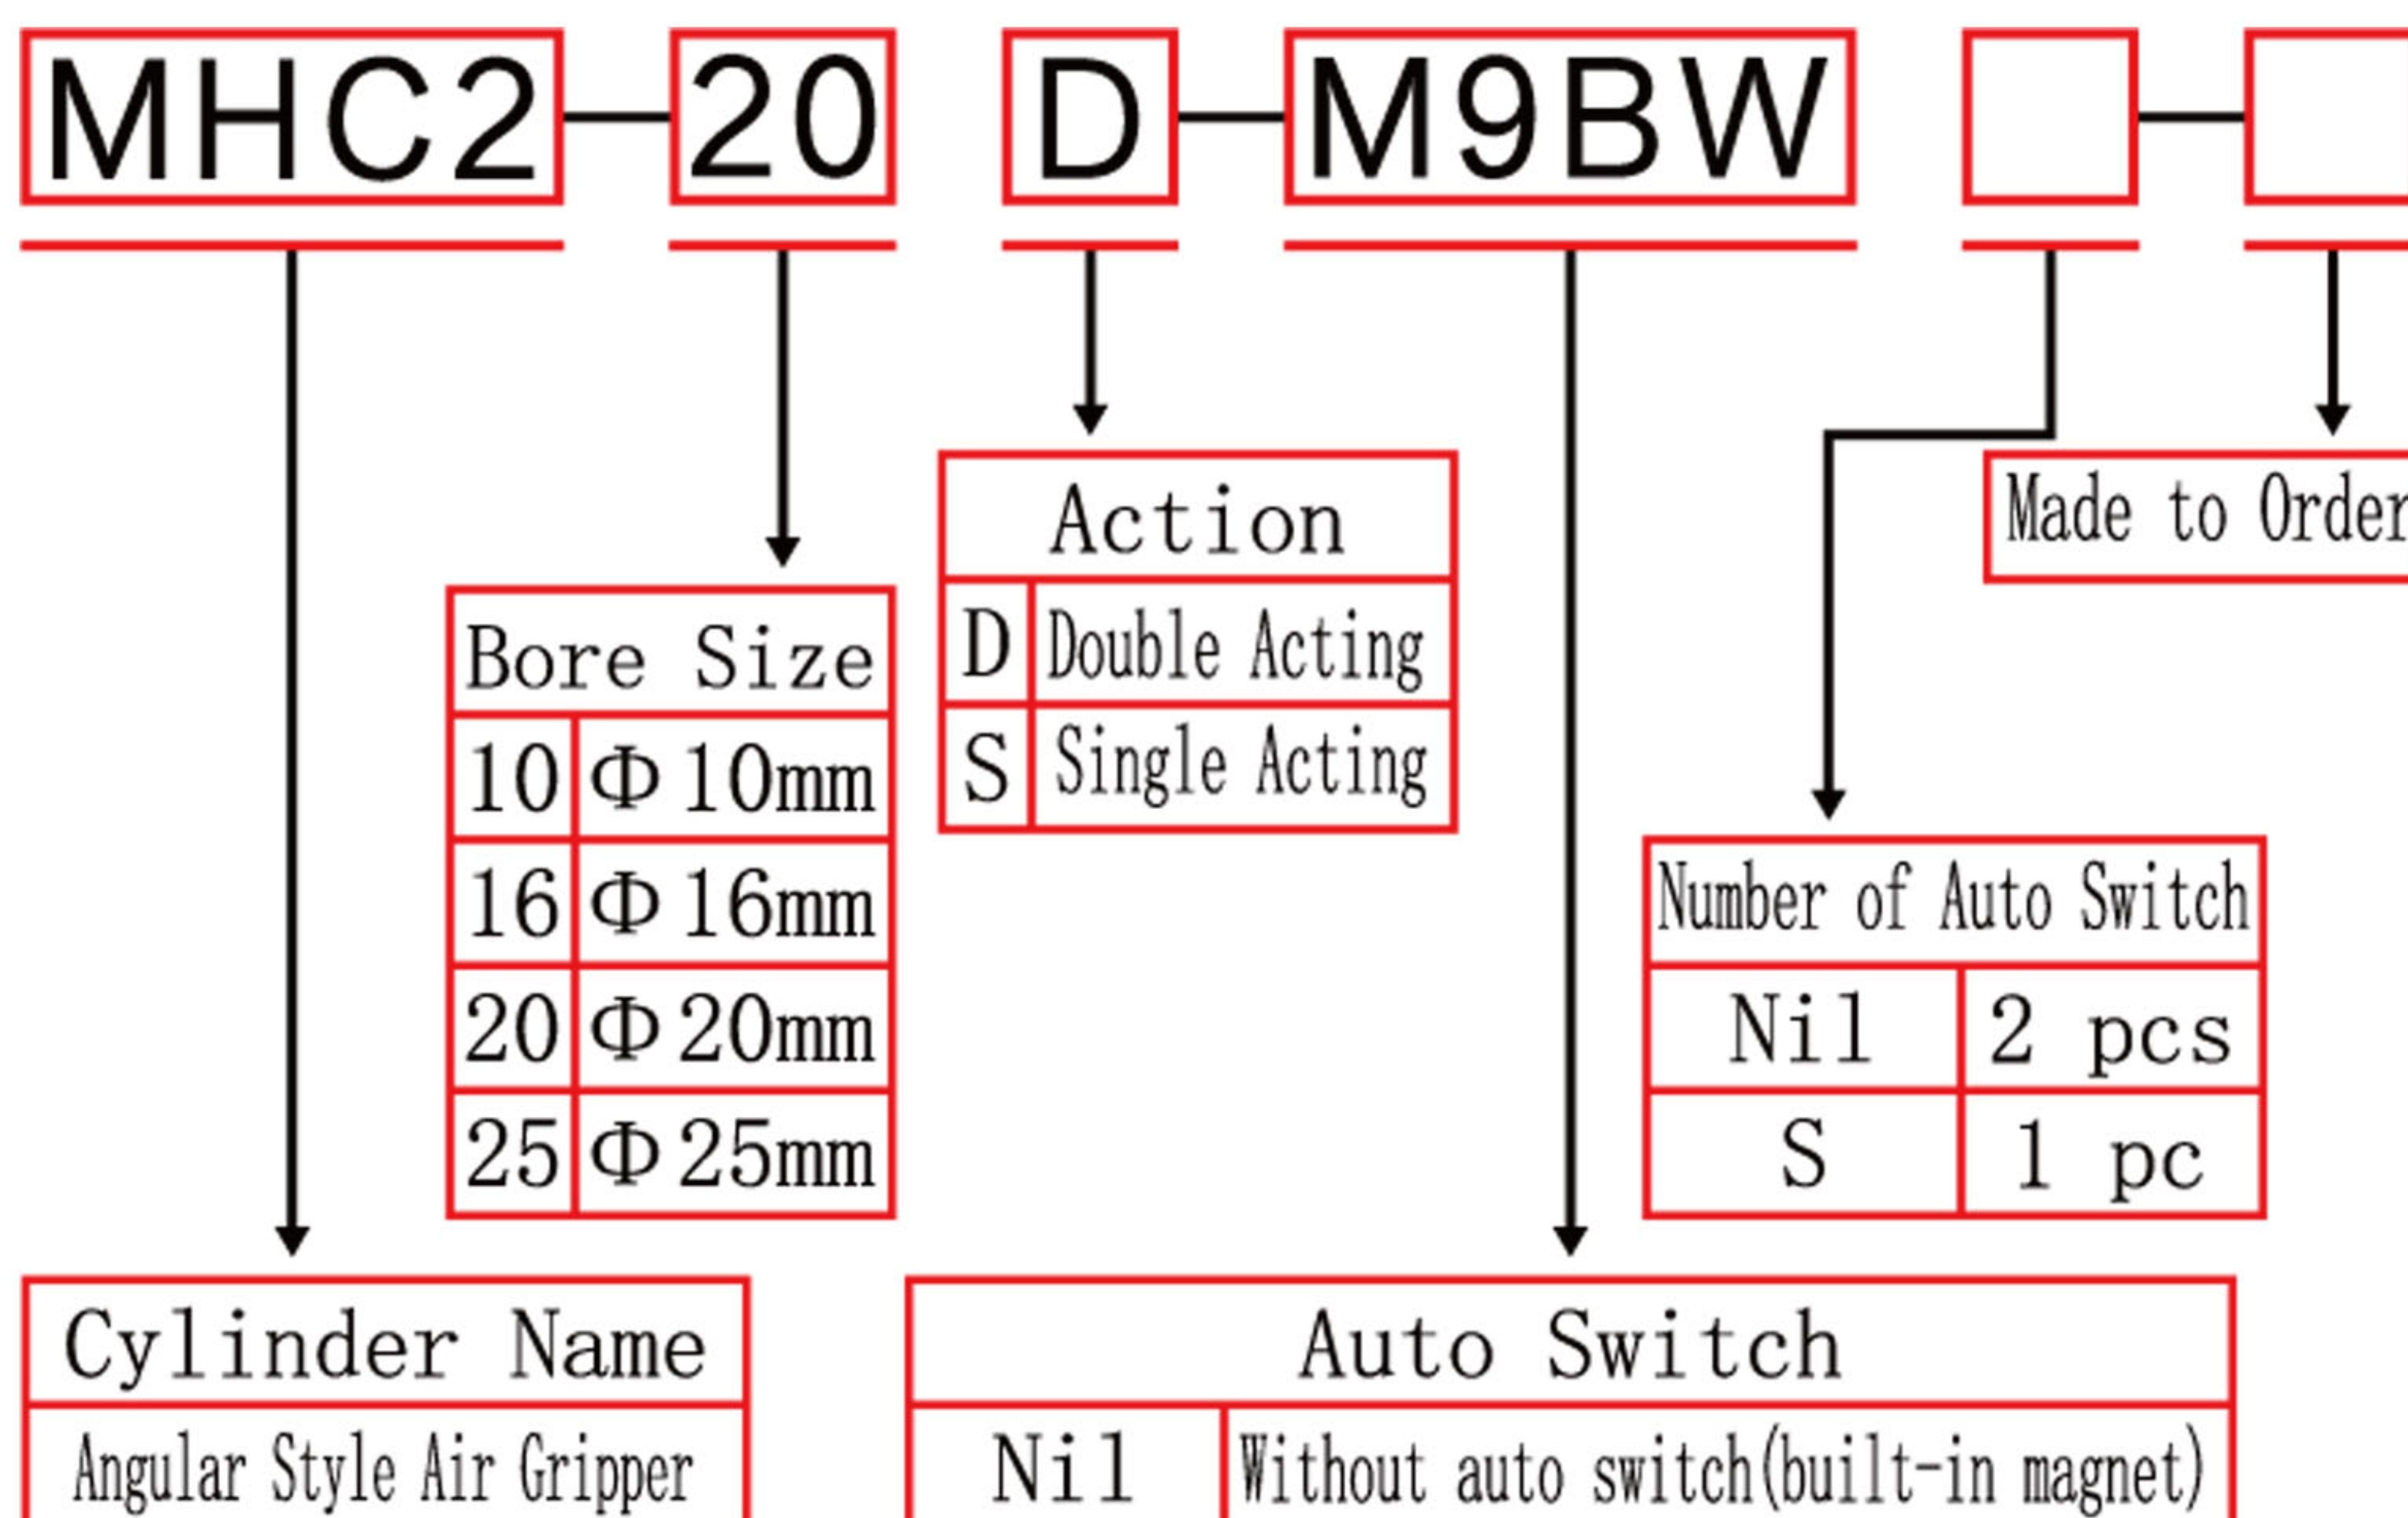 MHC2—20 D—M9BW
Made to Order
Action
D Double Acting
S Single Acting
Bore Size
10 Φ10mm
16 Φ16mm
20 Φ20mm
25 Φ25mm
Number of Auto Switch
Nil 2 pcs
S 1 pc
Cylinder Name
Angular Style Air Gripper
Auto Switch
Nil Without auto switch(built-in magnet)